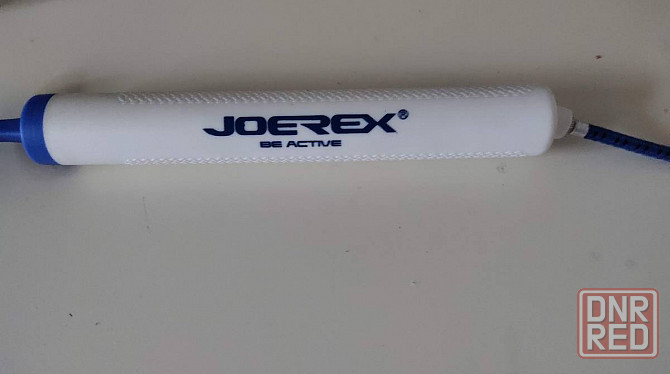 JOEREX®
BE ACTIVE
DNR
RED